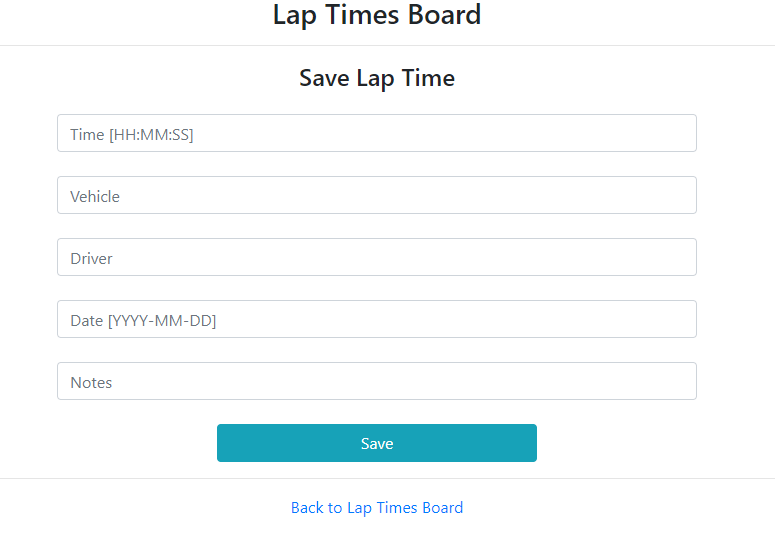 Lap Times Board
Save Lap Time
Time [HH:MM:SS]
Vehicle
Driver
Date [YYYY-MM-DD]
Notes
Save
Back to Lap Times Board